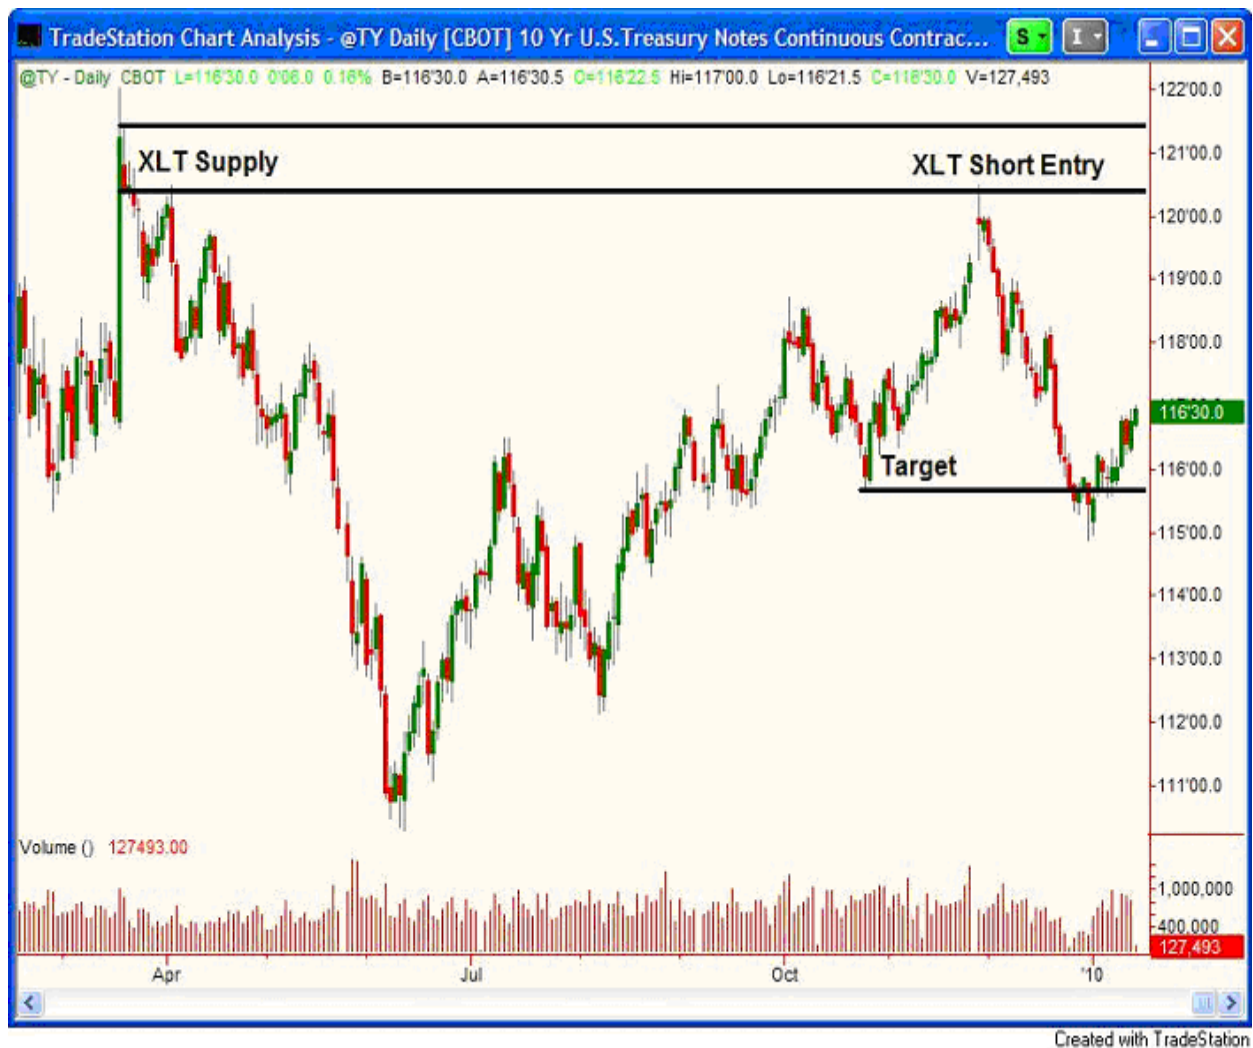 TradeStation Chart Analysis - @TY Daily [CBOT] 10 Yr U.S.Treasury Notes Continuous Contrac...
S
I
@TY - Daily CBOT L=116'30.0 0'06.0 0.16% B=116'30.0 A=116'30.5 O=116'22.5 Hi=117'00.0 Lo=116'21.5 C=116'30.0 V=127,493
122'00.0
XLT Supply
XLT Short Entry
121'00.0
120'00.0
119'00.0
118'00.0
116'30.0
Target
116'00.0
115'00.0
114'00.0
113'00.0
112'00.0
111'00.0
Volume () 127493.00
1,000,000
400,000
127,493
Apr
Jul
Oct
'10
Created with TradeStation